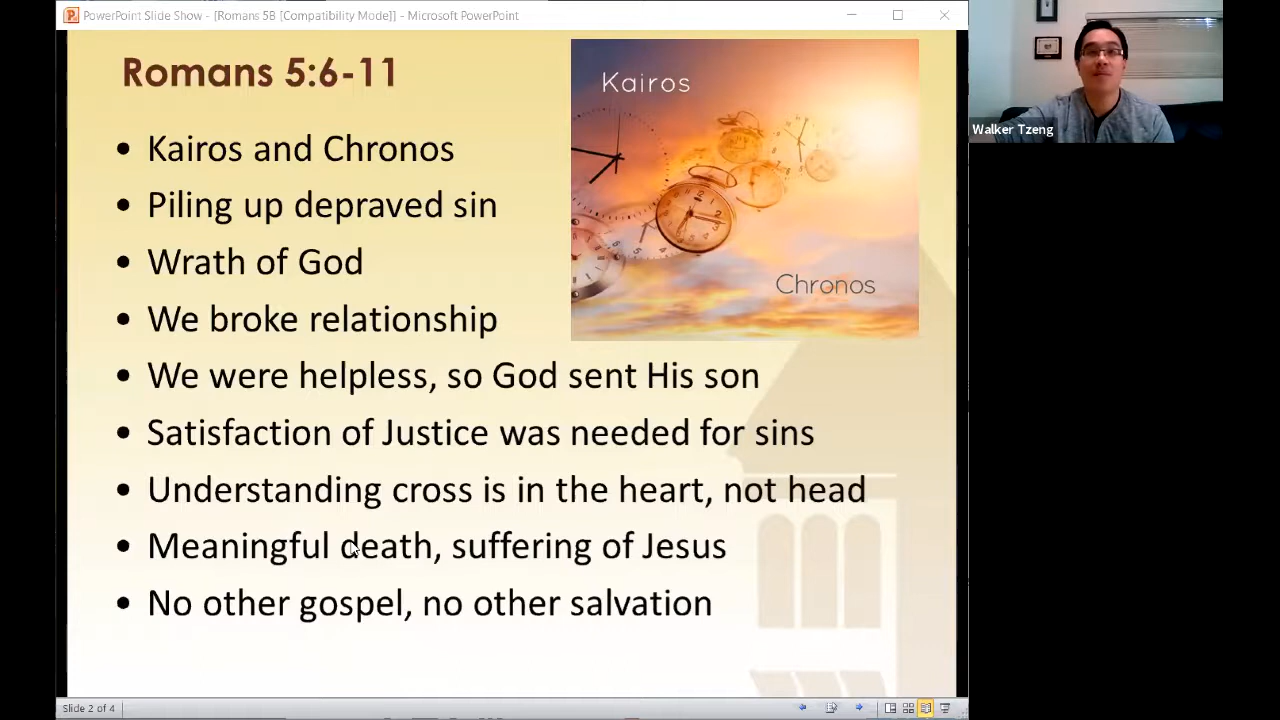 PowerPoint Slide Show - [Romans 5B [Compatibility Mode]] - Microsoft PowerPoint
Romans 5:6-11
Kairos
Chronos
• Kairos and Chronos
• Piling up depraved sin
• Wrath of God
• We broke relationship
• We were helpless, so God sent His son
• Satisfaction of Justice was needed for sins
• Understanding cross is in the heart, not head
• Meaningful death, suffering of Jesus
• No other gospel, no other salvation
Slide 2 of 4
Walker Tzeng